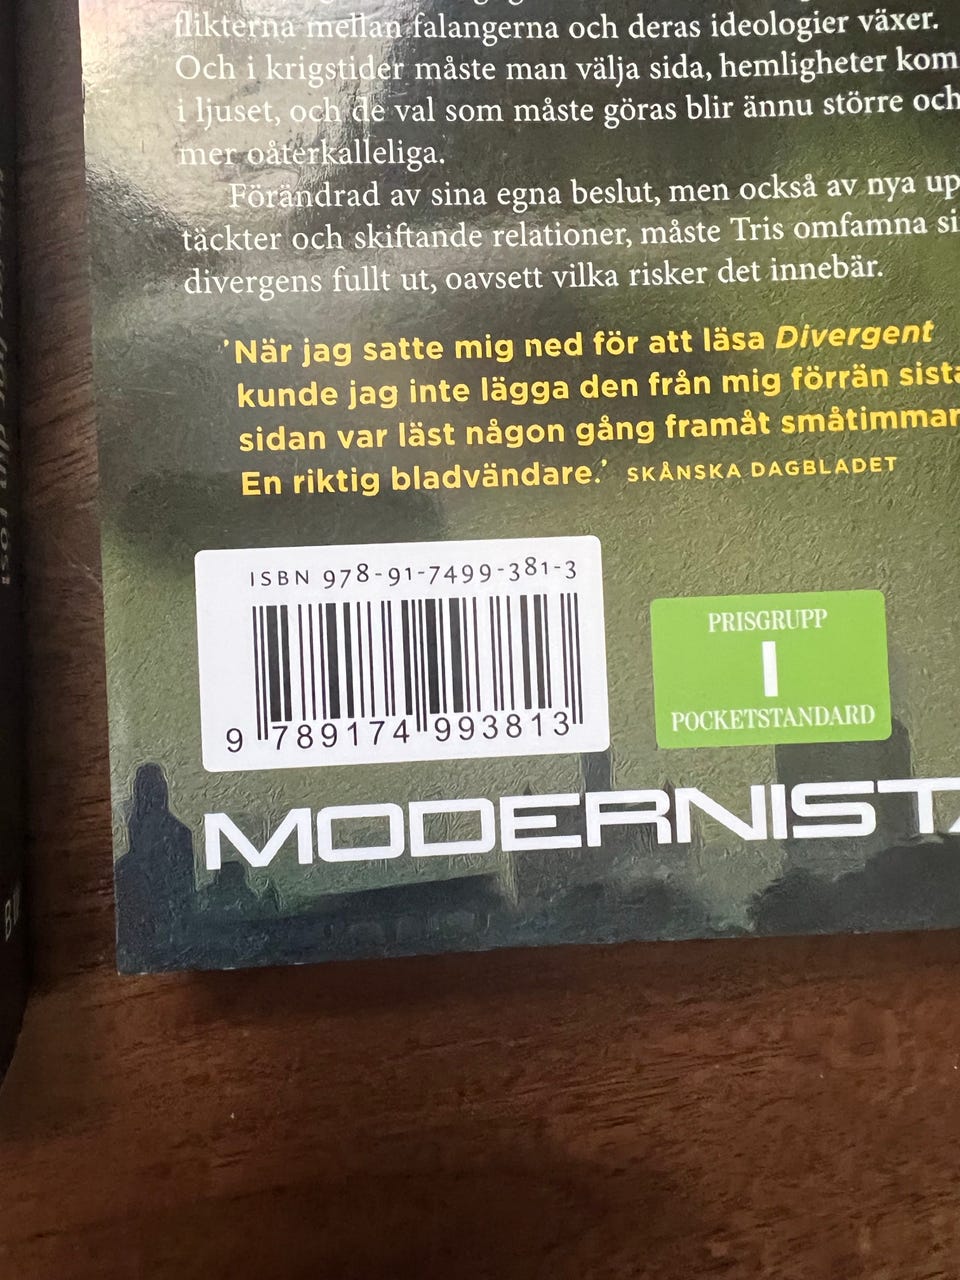 flikterna mellan falangerna och deras ideologier växer.
Och i krigstider måste man välja sida, hemligheter kom
i ljuset, och de val som måste göras blir ännu större och
mer oåterkalleliga.
Förändrad av sina egna beslut, men också av nya up
täckter och skiftande relationer, måste Tris omfamna si
divergens fullt ut, oavsett vilka risker det innebär.
'När jag satte mig ned för att läsa Divergent
kunde jag inte lägga den från mig förrän sista
sidan var läst någon gång framåt småtimmar
En riktig bladvändare.' SKÅNSKA DAGBLADET
ISBN 978-91-7499-381-3
9 789174 993813
PRISGRUPP
1
POCKETSTANDARD
MODERNISTA